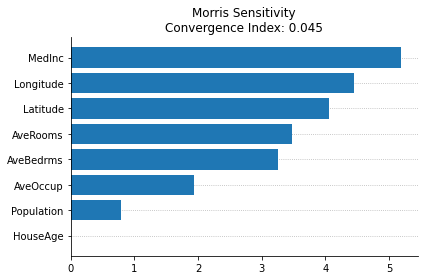 Morris Sensitivity
Convergence Index: 0.045
MedInc
Longitude
Latitude
AveRooms
AveBedrms
AveOccup
Population
HouseAge
0 1 2 3 4 5